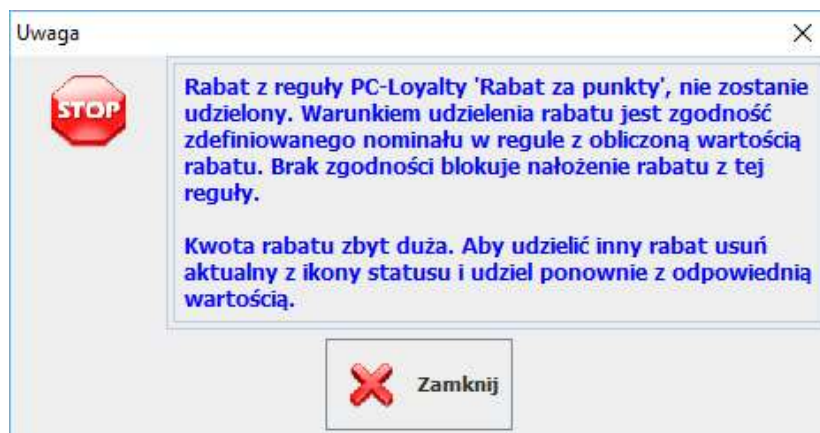 Uwaga
STOP
Rabat z reguły PC-Loyalty 'Rabat za punkty', nie zostanie
udzielony. Warunkiem udzielenia rabatu jest zgodność
zdefiniowanego nominału w regule z obliczoną wartością
rabatu. Brak zgodności blokuje nałożenie rabatu z tej
reguły.
Kwota rabatu zbyt duża. Aby udzielić inny rabat usuń
aktualny z ikony statusu i udziel ponownie z odpowiednią
wartością.
Zamknij